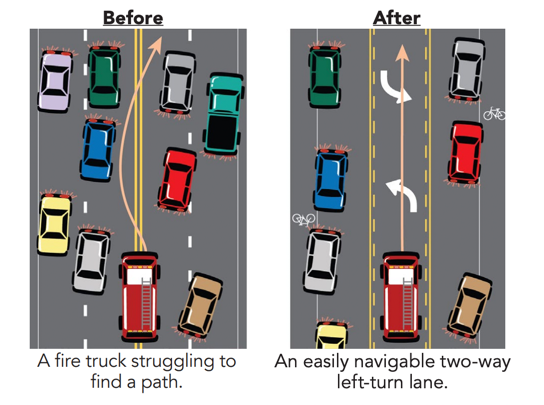 Before
After
A fire truck struggling to
find a path.
An easily navigable two-way
left-turn lane.